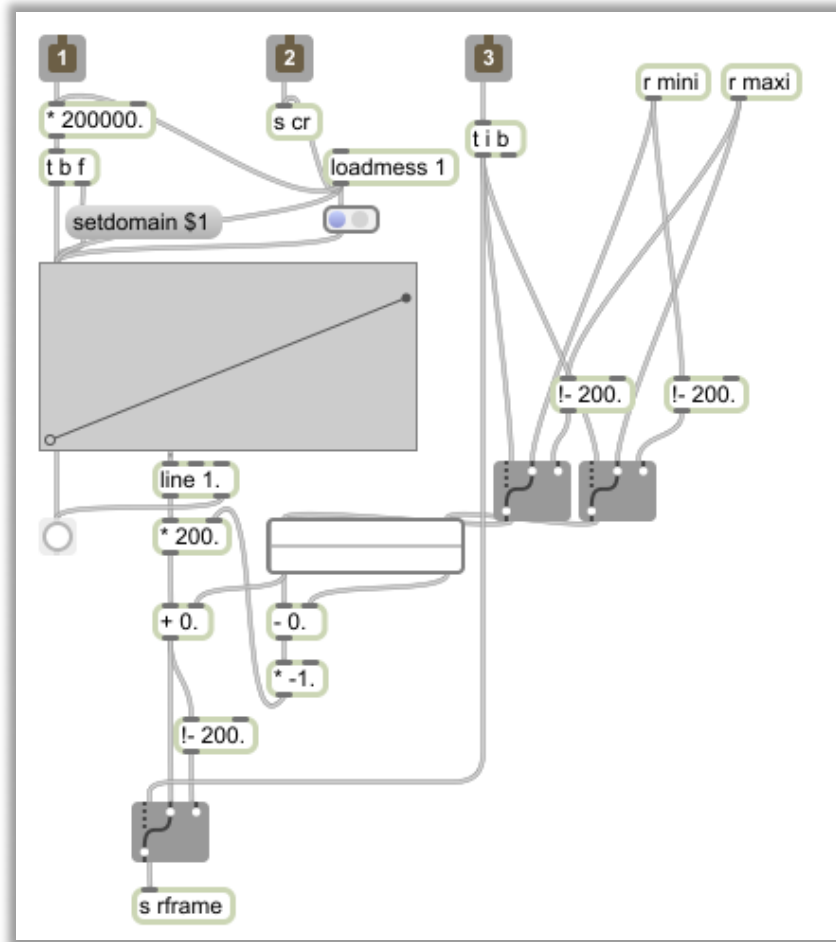 1
2
3
r mini
r maxi
* 200000.
s cr
t i b
t b f
loadmess 1
setdomain $1
!- 200.
!- 200.
line 1.
* 200.
+ 0.
- 0.
* -1.
!- 200.
s rframe